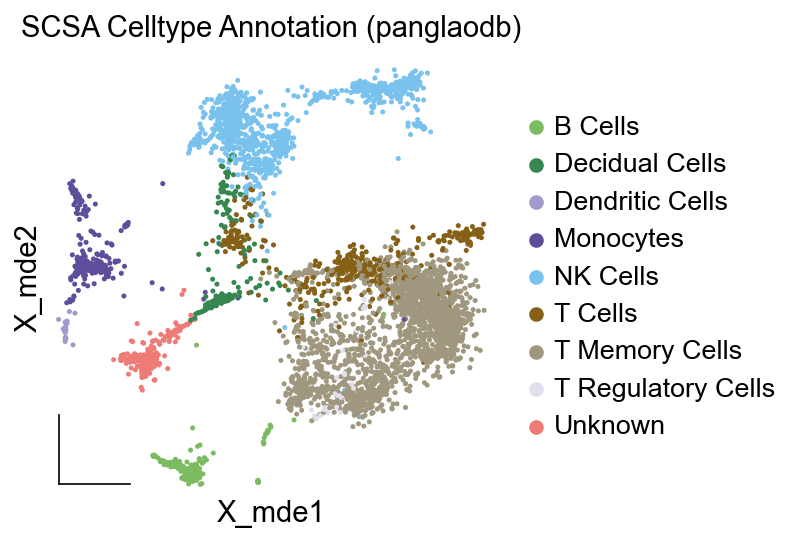 SCSA Celltype Annotation (panglaodb)
B Cells
Decidual Cells
Dendritic Cells
Monocytes
NK Cells
T Cells
T Memory Cells
T Regulatory Cells
Unknown
X_mde2
X_mde1